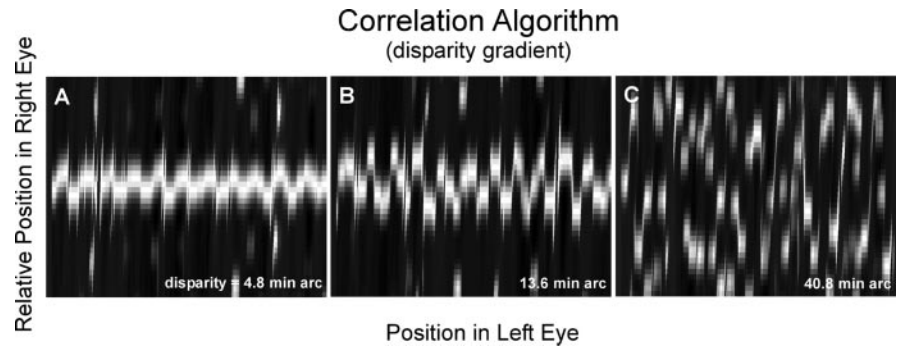 Correlation Algorithm
(disparity gradient)
Relative Position in Right Eye
A
disparity = 4.8 min arc
B
13.6 min arc
C
40.8 min arc
Position in Left Eye